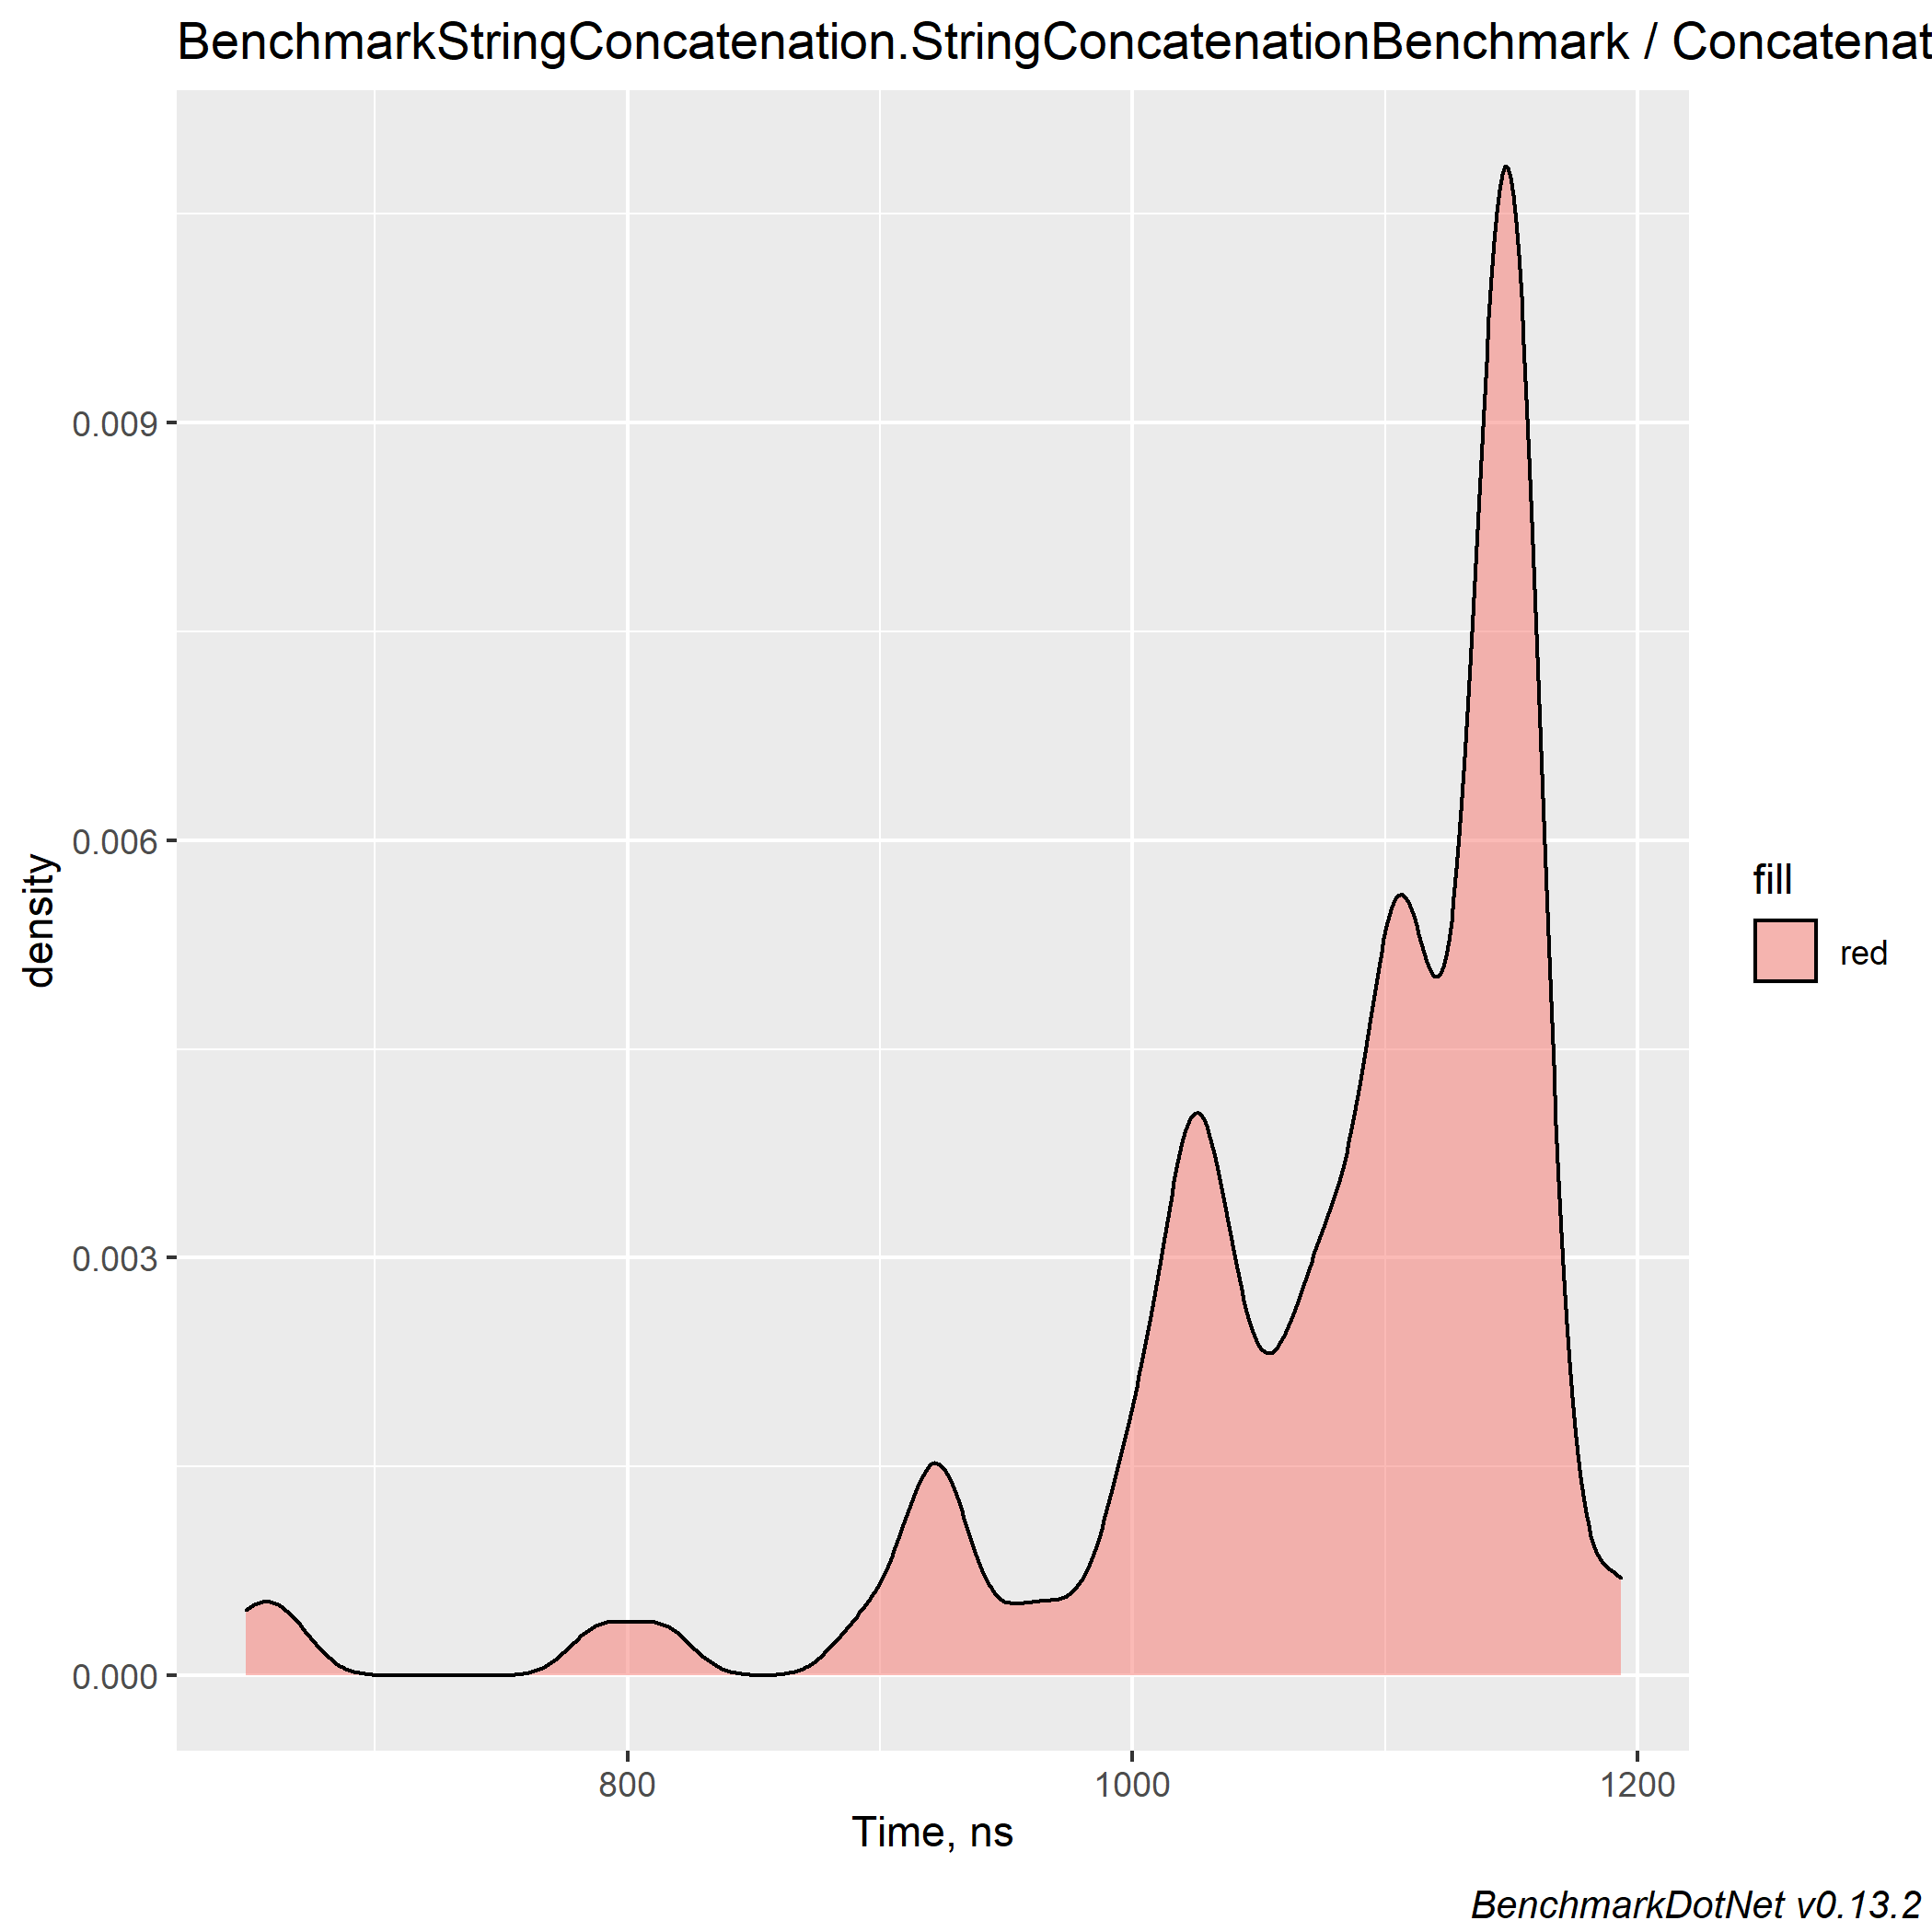 BenchmarkStringConcatenation.StringConcatenationBenchmark / Concatenat
0.009
0.006
0.003
0.000
density
800 1000 1200
Time, ns
fill
red
BenchmarkDotNet v0.13.2